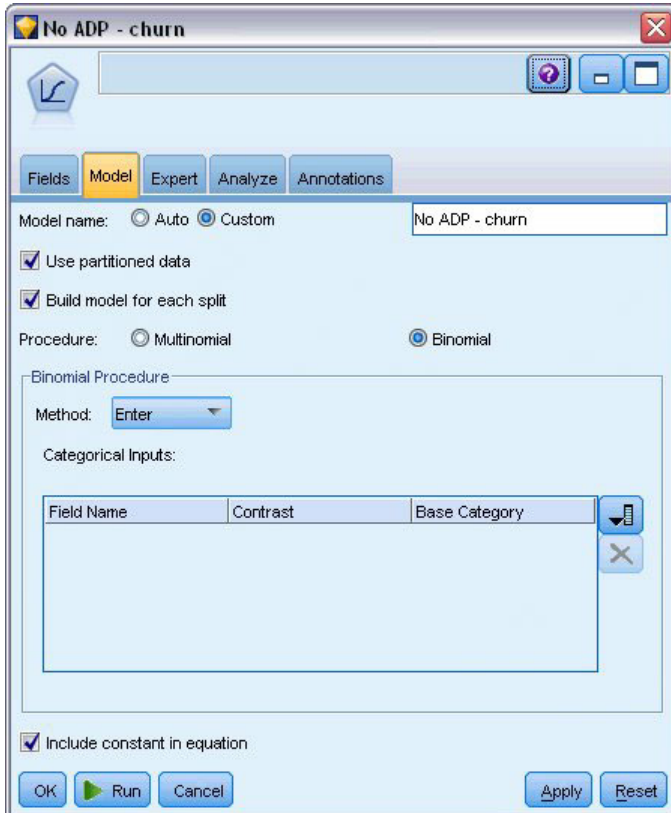 No ADP - churn
Fields Model Expert Analyze Annotations
Model name: Auto Custom No ADP - churn
Use partitioned data
Build model for each split
Procedure: Multinomial Binomial
Binomial Procedure
Method: Enter
Categorical Inputs:
Field Name Contrast Base Category
Include constant in equation
OK Run Cancel Apply Reset